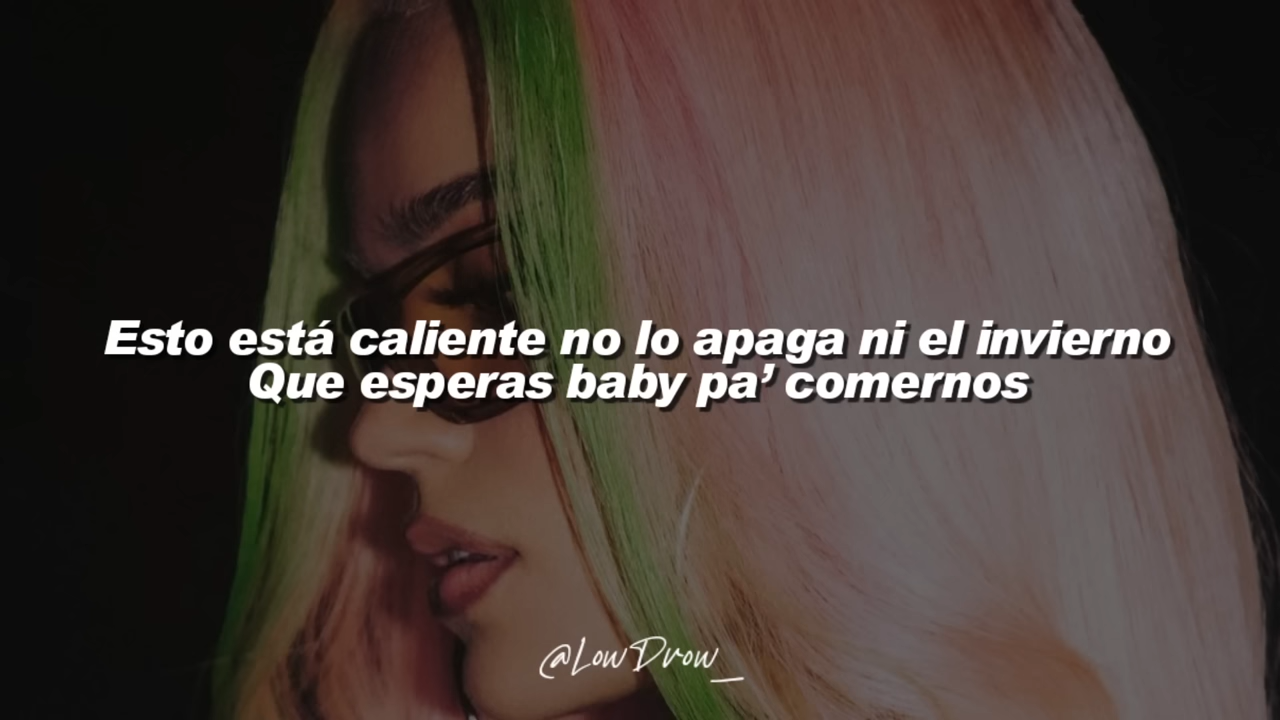 Esto está caliente no lo apaga ni el invierno
Que esperas baby pa’ comernos
@LowDrow_